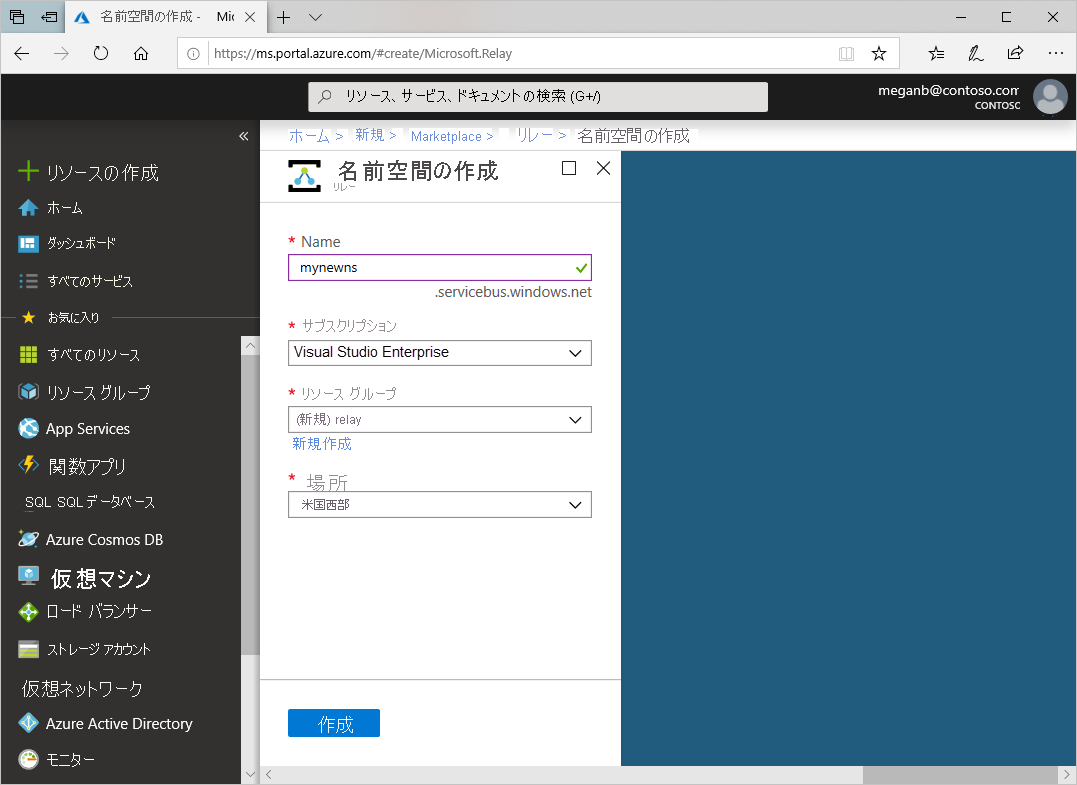 名前空間の作成 - Mic
https://ms.portal.azure.com/#create/Microsoft.Relay
リソース、サービス、ドキュメントの検索 (G+/)
meganb@contoso.com
CONTOSO
ホーム > 新規 > Marketplace > リレー > 名前空間の作成
リソースの作成
ホーム
ダッシュボード
すべてのサービス
お気に入り
すべてのリソース
リソース グループ
App Services
関数アプリ
SQL SQL データベース
Azure Cosmos DB
仮想マシン
ロード バランサー
ストレージ アカウント
仮想ネットワーク
Azure Active Directory
モニター
名前空間の作成
リレー
* Name
mynewns
.servicebus.windows.net
* サブスクリプション
Visual Studio Enterprise
* リソース グループ
(新規) relay
新規作成
* 場所
米国西部
作成